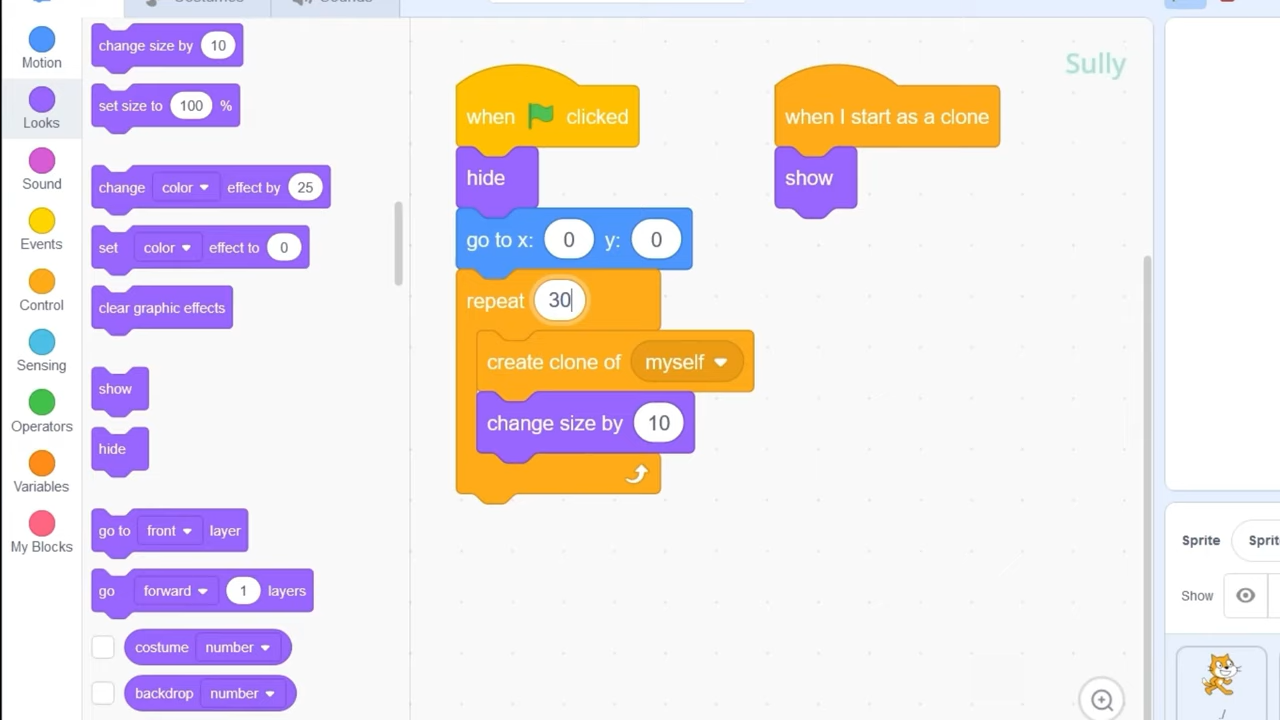 Costumes
Sounds
Motion
Looks
Sound
Events
Control
Sensing
Operators
Variables
My Blocks
change size by 10
set size to 100 %
change color effect by 25
set color effect to 0
clear graphic effects
show
hide
go to front layer
go forward 1 layers
costume number
backdrop number
when clicked
hide
go to x: 0 y: 0
repeat 30
create clone of myself
change size by 10
when I start as a clone
show
Sully
Sprite
Show